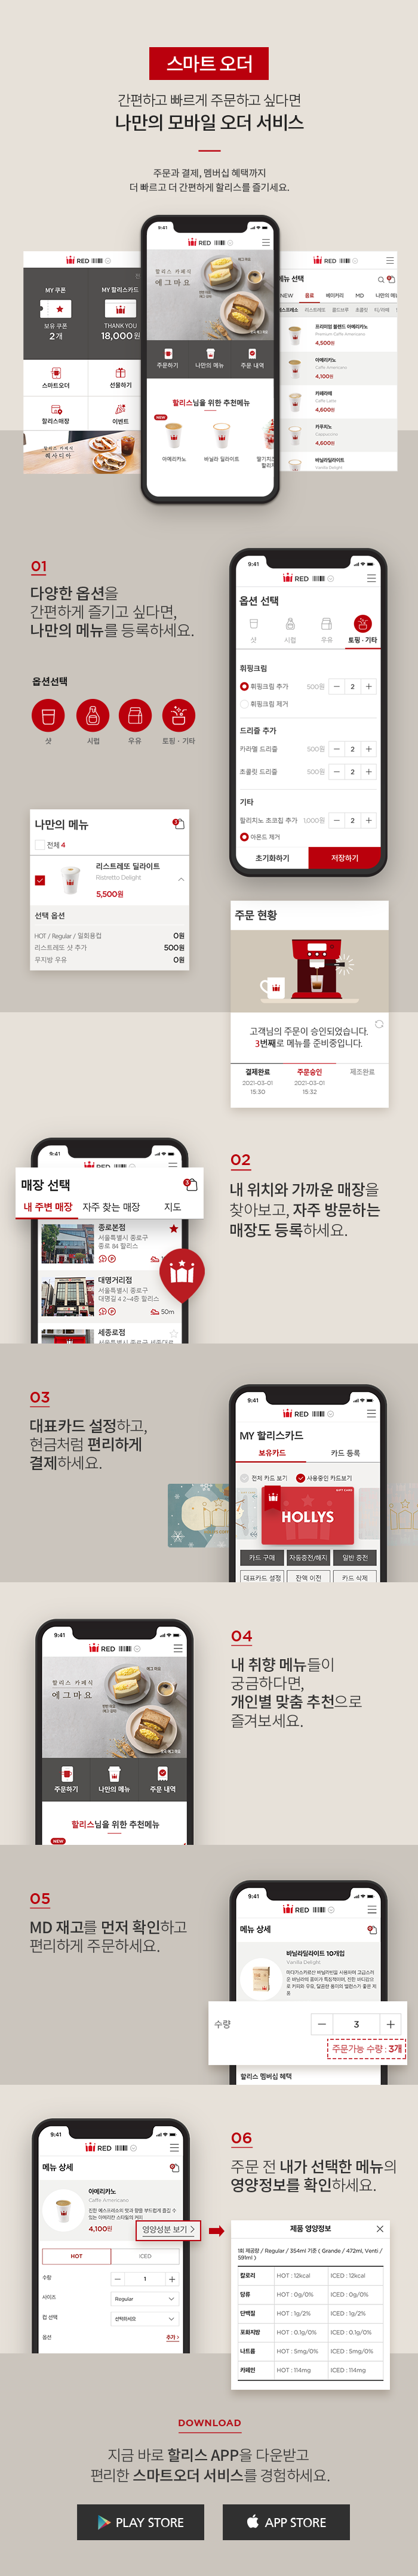 스마트 오더
간편하고 빠르게 주문하고 싶다면
나만의 모바일 오더 서비스
주문과 결제, 멤버십 혜택까지
더 빠르고 더 간편하게 할리스를 즐기세요.
9:41
RED
할리스 카페식
에그마요
주문하기
나만의 메뉴
주문 내역
할리스님을 위한 추천메뉴
NEW
아메리카노
바닐라 딜라이트
RED
MY 쿠폰
MY 할리스카드
보유 쿠폰
2개
THANK YOU
18,000원
스마트오더
선물하기
할리스매장
이벤트
RED
메뉴 선택
NEW
음료
베이커리
MD
나만의 메
프리미엄 블렌드 아메리카노
4,500원
아메리카노
Caffe Americano
4,100원
카페라떼
Caffe Latte
4,600원
카푸치노
Cappuccino
4,600원
바닐라딜라이트
Vanilla Delight
01
다양한 옵션을
간편하게 즐기고 싶다면,
나만의 메뉴를 등록하세요.
옵션선택
샷
시럽
우유
토핑 · 기타
9:41
RED
옵션 선택
샷
시럽
우유
토핑 · 기타
휘핑크림
휘핑크림 추가
500원
2
휘핑크림 제거
드리즐 추가
카라멜 드리즐
500원
2
초콜릿 드리즐
500원
2
기타
할리치노 초코칩 추가
1,000원
2
아몬드 제거
초기화하기
저장하기
나만의 메뉴
전체 4
리스트레또 딜라이트
Ristretto Delight
5,500원
선택 옵션
HOT / Regular / 일회용컵
0원
리스트레또 샷 추가
500원
무지방 우유
0원
주문 현황
고객님의 주문이 승인되었습니다.
3번째로 메뉴를 준비중입니다.
결제완료
주문승인
제조완료
2021-03-01
15:30
2021-03-01
15:32
9:41
RED
매장 선택
내 주변 매장
자주 찾는 매장
지도
종로본점
서울특별시 종로구
종로 84 할리스
대명거리점
서울특별시 종로구
대명길 4 2~4층 할리스
50m
세종로점
서울특별시 종로구 세종대로
02
내 위치와 가까운 매장을
찾아보고, 자주 방문하는
매장도 등록하세요.
03
대표카드 설정하고,
현금처럼 편리하게
결제하세요.
9:41
RED
MY 할리스카드
보유카드
카드 등록
전체 카드 보기
사용중인 카드보기
GIFT CARD
HOLLYS
카드 구매
자동충전/해지
일반 충전
대표카드 설정
잔액 이전
카드 삭제
9:41
RED
할리스 카페식
에그마요
주문하기
나만의 메뉴
주문 내역
할리스님을 위한 추천메뉴
NEW
04
내 취향 메뉴들이
궁금하다면,
개인별 맞춤 추천으로
즐겨보세요.
05
MD 재고를 먼저 확인하고
편리하게 주문하세요.
9:41
RED
메뉴 상세
바닐라딜라이트 10개입
Vanilla Delight
수량
3
주문가능 수량 : 3개
할리스 멤버십 혜택
9:41
RED
메뉴 상세
아메리카노
Caffe Americano
진한 에스프레소의 맛과 향을 부드럽게 즐길 수
있는 아메리칸 스타일의 커피
4,100원
영양성분 보기
HOT
ICED
수량
1
사이즈
Regular
컵 선택
선택하세요
옵션
추가
06
주문 전 내가 선택한 메뉴의
영양정보를 확인하세요.
제품 영양정보
1회 제공량 / Regular / 354ml 기준 ( Grande / 472ml, Venti /
591ml )
칼로리
HOT : 12kcal
ICED : 12kcal
당류
HOT : 0g/0%
ICED : 0g/0%
단백질
HOT : 1g/2%
ICED : 1g/2%
포화지방
HOT : 0.1g/0%
ICED : 0.1g/0%
나트륨
HOT : 5mg/0%
ICED : 5mg/0%
카페인
HOT : 114mg
ICED : 114mg
DOWNLOAD
지금 바로 할리스 APP을 다운받고
편리한 스마트오더 서비스를 경험하세요.
PLAY STORE
APP STORE